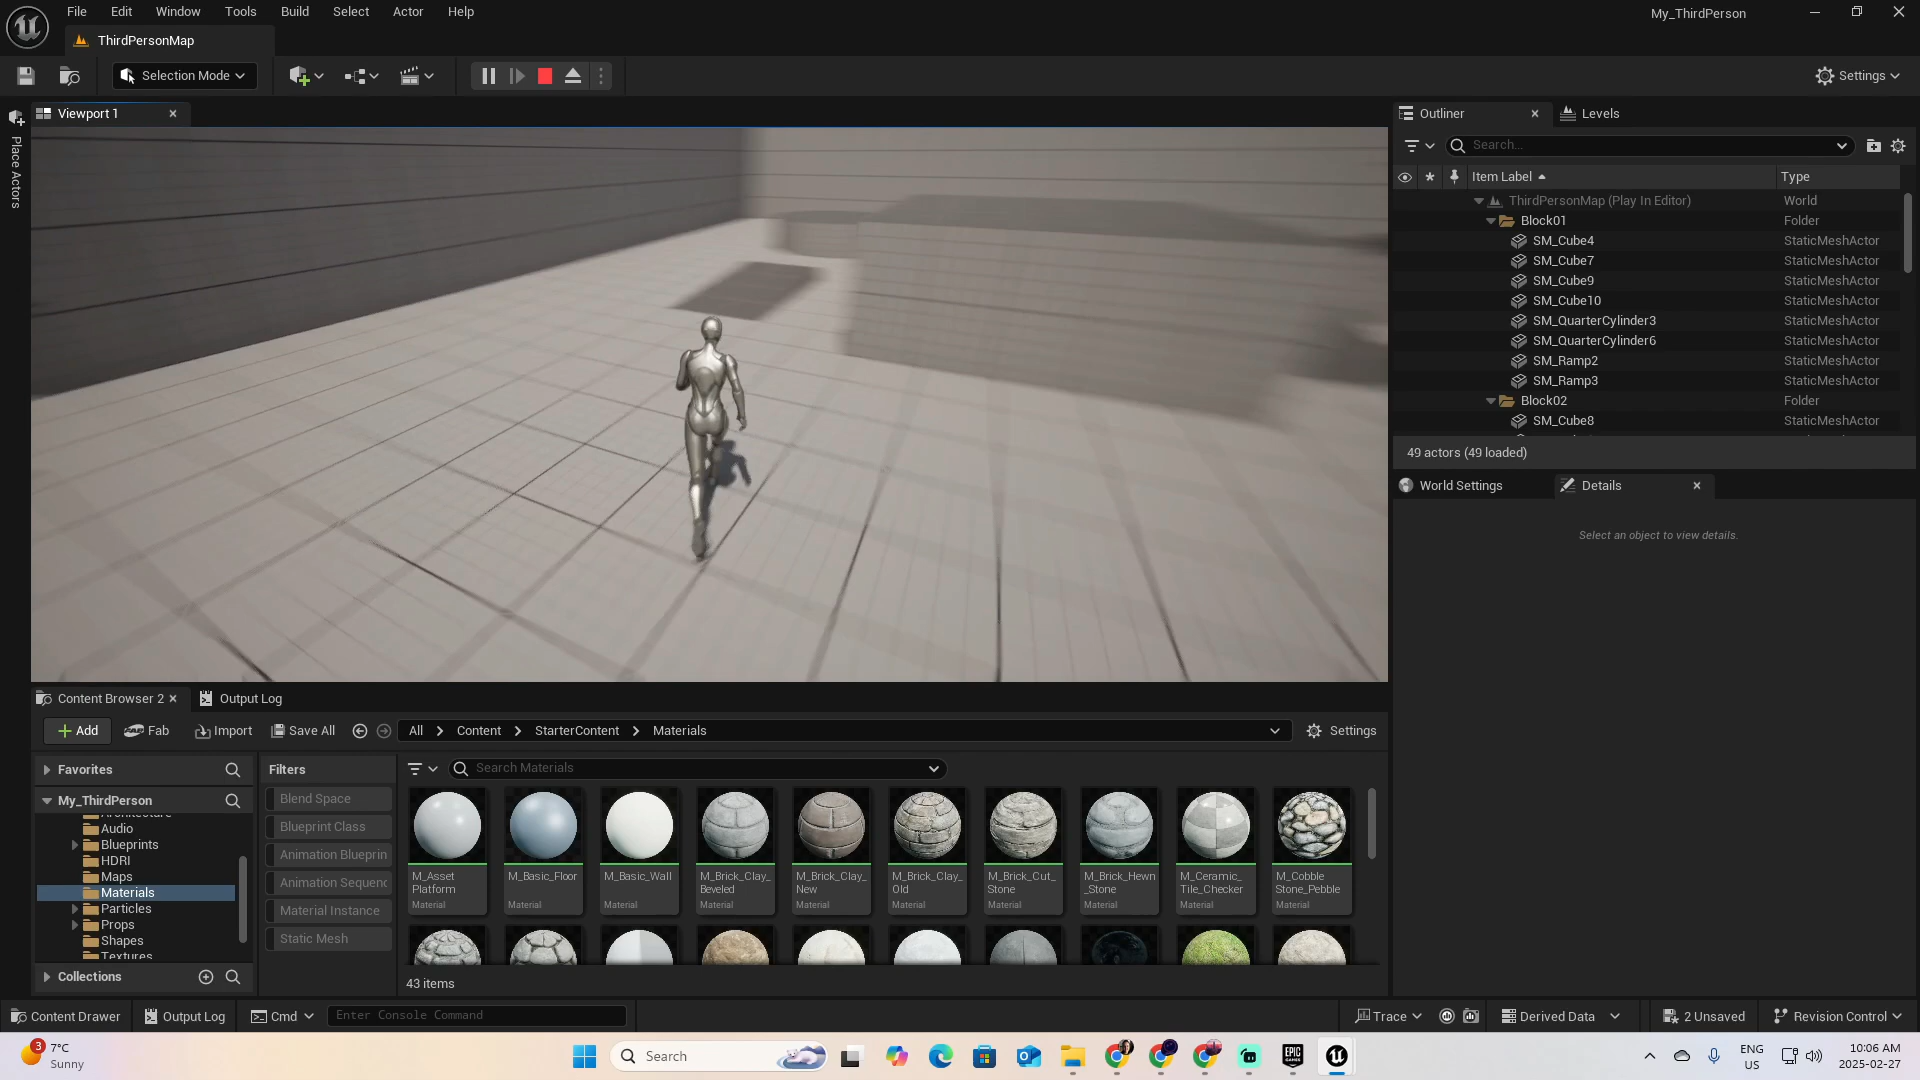 File Edit Window Tools Build Select Actor Help
My_ThirdPerson
ThirdPersonMap
Selection Mode
Settings
Viewport 1
Outliner
Levels
Place Actors
Search...
Item Label
Type
ThirdPersonMap (Play In Editor) World
Block01 Folder
SM_Cube4 StaticMeshActor
SM_Cube7 StaticMeshActor
SM_Cube9 StaticMeshActor
SM_Cube10 StaticMeshActor
SM_QuarterCylinder3 StaticMeshActor
SM_QuarterCylinder6 StaticMeshActor
SM_Ramp2 StaticMeshActor
SM_Ramp3 StaticMeshActor
Block02 Folder
SM_Cube8 StaticMeshActor
49 actors (49 loaded)
World Settings
Details
Select an object to view details.
Content Browser 2
Output Log
Add
Fab
Import
Save All
All
Content
StarterContent
Materials
Settings
Favorites
My_ThirdPerson
Architecture
Audio
Blueprints
HDRI
Maps
Materials
Particles
Props
Shapes
Textures
Collections
Filters
Blend Space
Blueprint Class
Animation Blueprin
Animation Sequenc
Material Instance
Static Mesh
Search Materials
M_Asset
Platform
Material
M_Basic_Floor
Material
M_Basic_Wall
Material
M_Brick_Clay_
Beveled
Material
M_Brick_Clay_
New
Material
M_Brick_Clay_
Old
Material
M_Brick_Cut_
Stone
Material
M_Brick_Hewn
_Stone
Material
M_Ceramic_
Tile_Checker
Material
M_Cobble
Stone_Pebble
Material
43 items
Content Drawer
Output Log
Cmd
Enter Console Command
Trace
Derived Data
2 Unsaved
Revision Control
3
7°C
Sunny
Search
EPIC
GAMES
ENG
US
10:06 AM
2025-02-27